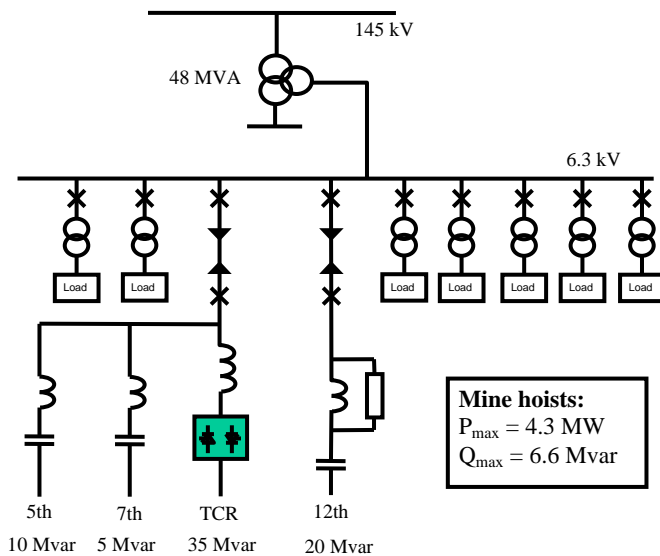 145 kV
48 MVA
6.3 kV
Load
Load
Load
Load
Load
Load
Load
Mine hoists:
Pmax = 4.3 MW
Qmax = 6.6 Mvar
5th
7th
TCR
12th
10 Mvar
5 Mvar
35 Mvar
20 Mvar